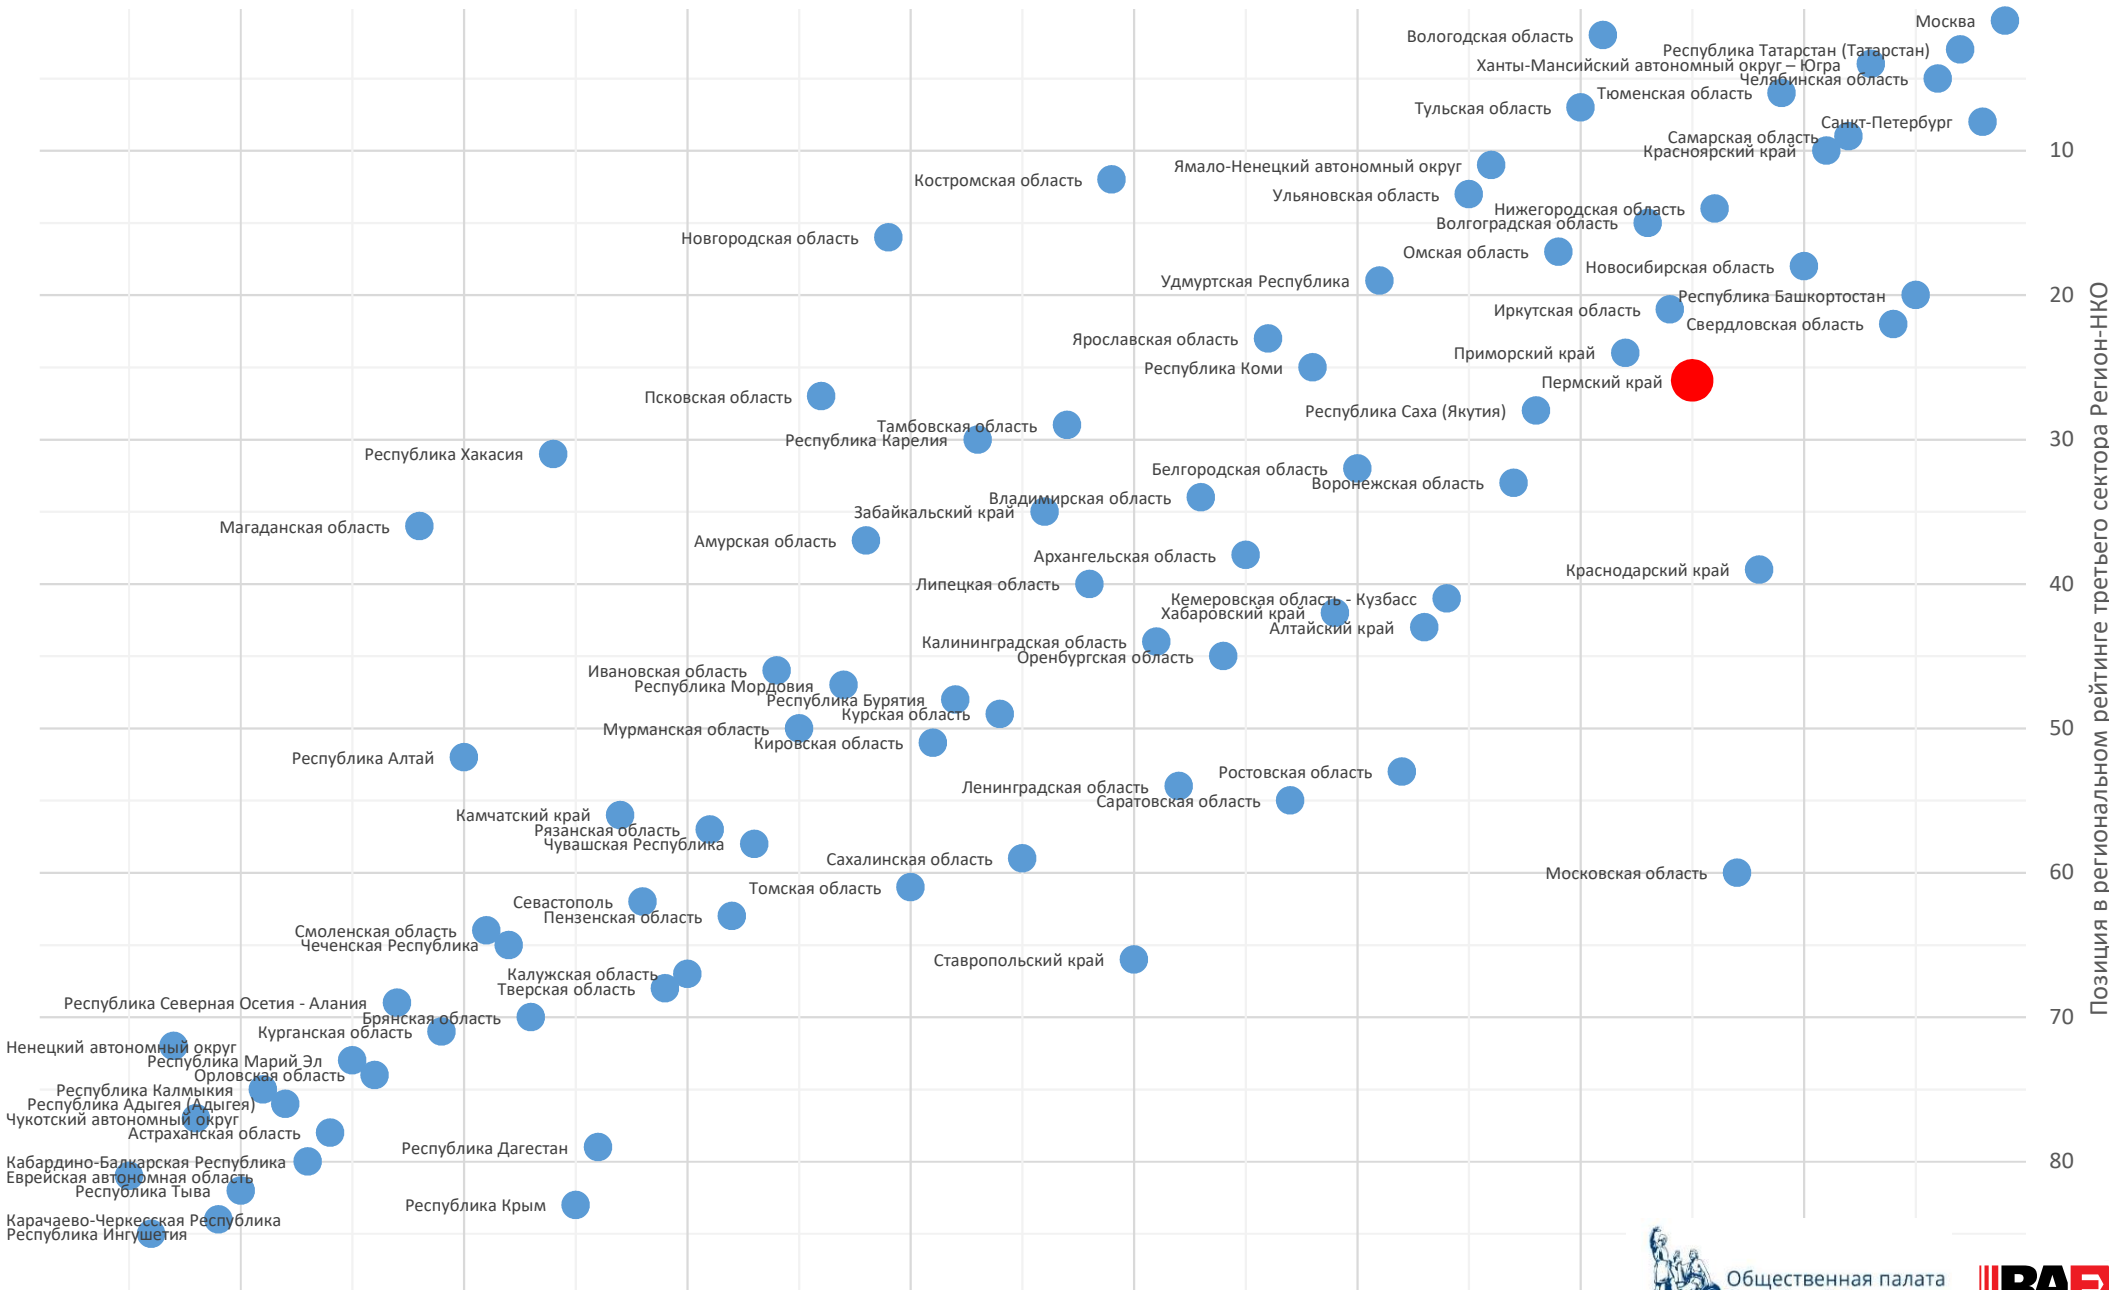 Москва
Вологодская область
Республика Татарстан (Татарстан)
Ханты-Мансийский автономный округ – Югра
Челябинская область
Тюменская область
Тульская область
Санкт-Петербург
Самарская область
Красноярский край
10
Ямало-Ненецкий автономный округ
Костромская область
Ульяновская область
Нижегородская область
Волгоградская область
Новгородская область
Омская область
Новосибирская область
Удмуртская Республика
Республика Башкортостан
20
Иркутская область
Свердловская область
Ярославская область
Приморский край
Республика Коми
Пермский край
Псковская область
Республика Саха (Якутия)
Тамбовская область
Республика Карелия
30
Республика Хакасия
Белгородская область
Воронежская область
Владимирская область
Забайкальский край
Магаданская область
Амурская область
Архангельская область
Краснодарский край
Липецкая область
40
Кемеровская область - Кузбасс
Хабаровский край
Алтайский край
Калининградская область
Оренбургская область
Ивановская область
Республика Мордовия
Республика Бурятия
Курская область
Мурманская область
50
Кировская область
Республика Алтай
Ростовская область
Ленинградская область
Саратовская область
Камчатский край
Рязанская область
Чувашская Республика
Сахалинская область
Московская область
60
Томская область
Севастополь
Пензенская область
Смоленская область
Чеченская Республика
Ставропольский край
Калужская область
Тверская область
Республика Северная Осетия - Алания
Брянская область
70
Курганская область
Ненецкий автономный округ
Республика Марий Эл
Орловская область
Республика Калмыкия
Республика Адыгея (Адыгея)
Чукотский автономный округ
Астраханская область
Республика Дагестан
Кабардино-Балкарская Республика
80
Еврейская автономная область
Республика Тыва
Республика Крым
Карачаево-Черкесская Республика
Республика Ингушетия
Позиция в региональном рейтинге третьего сектора Регион-НКО
Общественная палата